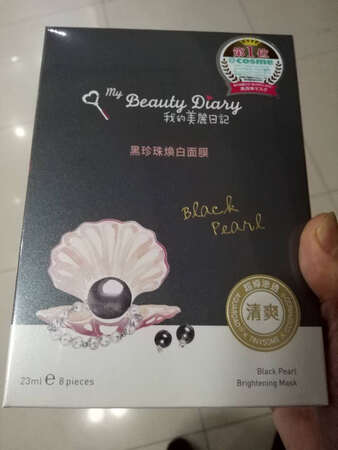 第1位
@COSME
my Beauty Diary
我的美麗日記
黑珍珠煥白面膜
Black
Pearl
清爽
23ml e 8 pieces
Black Pearl
Brightening Mask